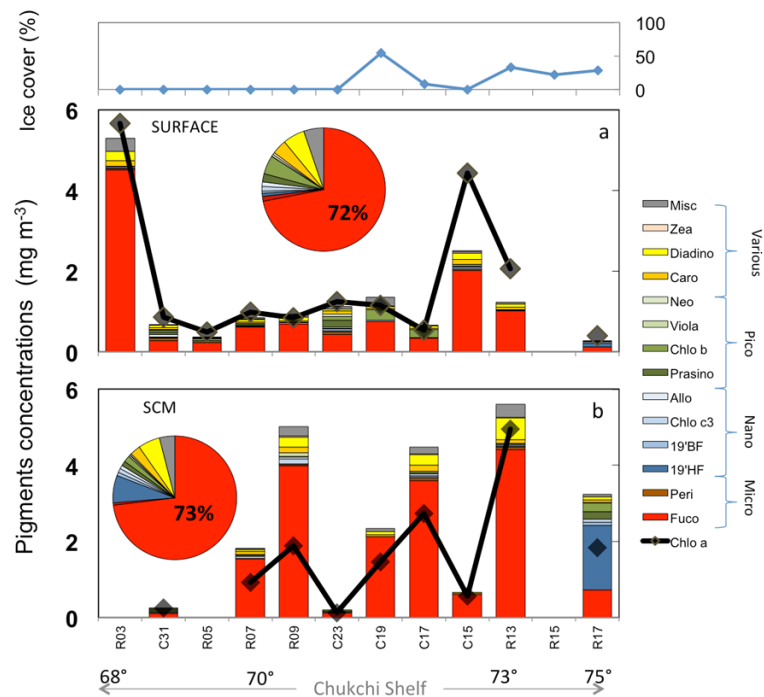 Ice cover (%)
100
50
0
Pigments concentrations (mg m-3)
6
4
2
0
SURFACE
a
72%
6
4
2
0
SCM
b
73%
Misc
Zea
Diadino
Caro
Neo
Viola
Chlo b
Prasino
Allo
Chlo c3
19'BF
19'HF
Peri
Fuco
Chlo a
Various
Pico
Nano
Micro
R03 C31 R05 R07 R09 C23 C19 C17 C15 R13 R15 R17
68° 70° 73° 75°
Chukchi Shelf